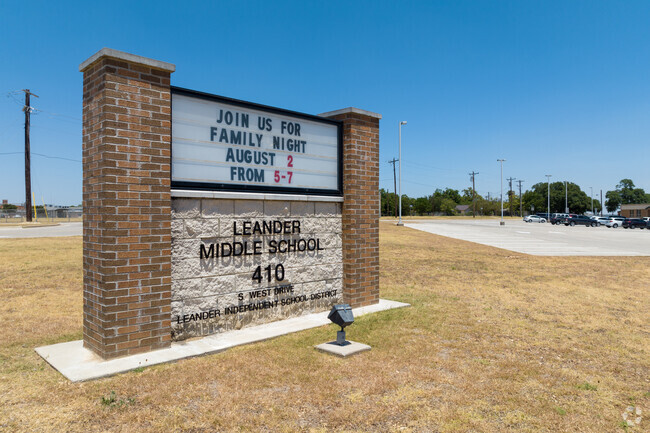 JOIN US FOR
FAMILY NIGHT
AUGUST 2
FROM 5-7
LEANDER
MIDDLE SCHOOL
410
S WEST DRIVE
LEANDER INDEPENDENT SCHOOL DISTRICT